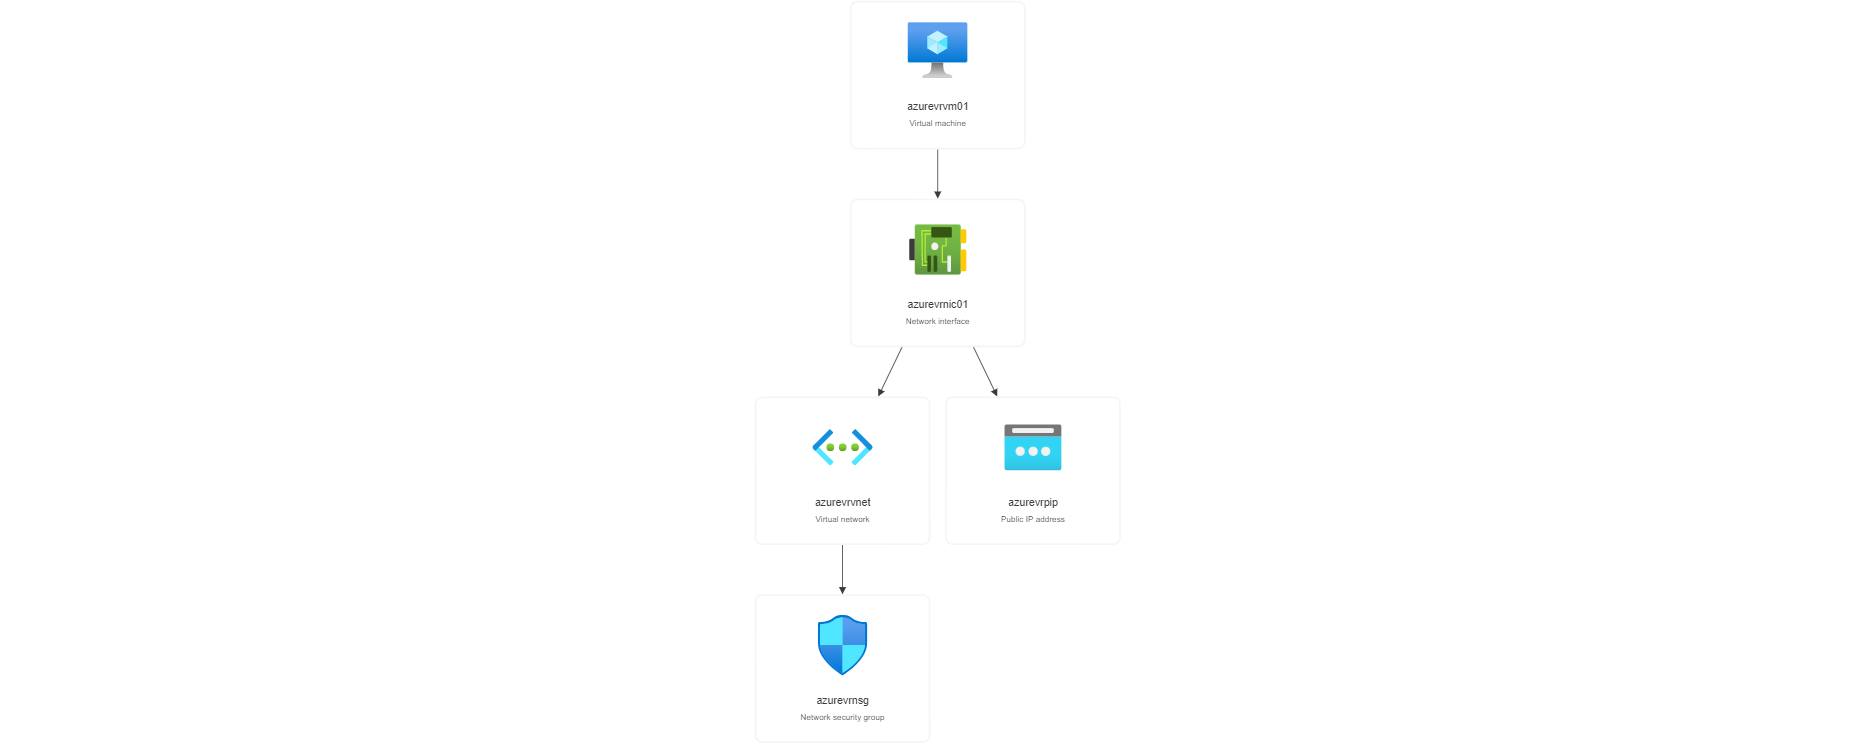 azurevrvm01
Virtual machine
azurevrnic01
Network interface
azurevrvnet
Virtual network
azurevrpip
Public IP address
azurevrnsg
Network security group